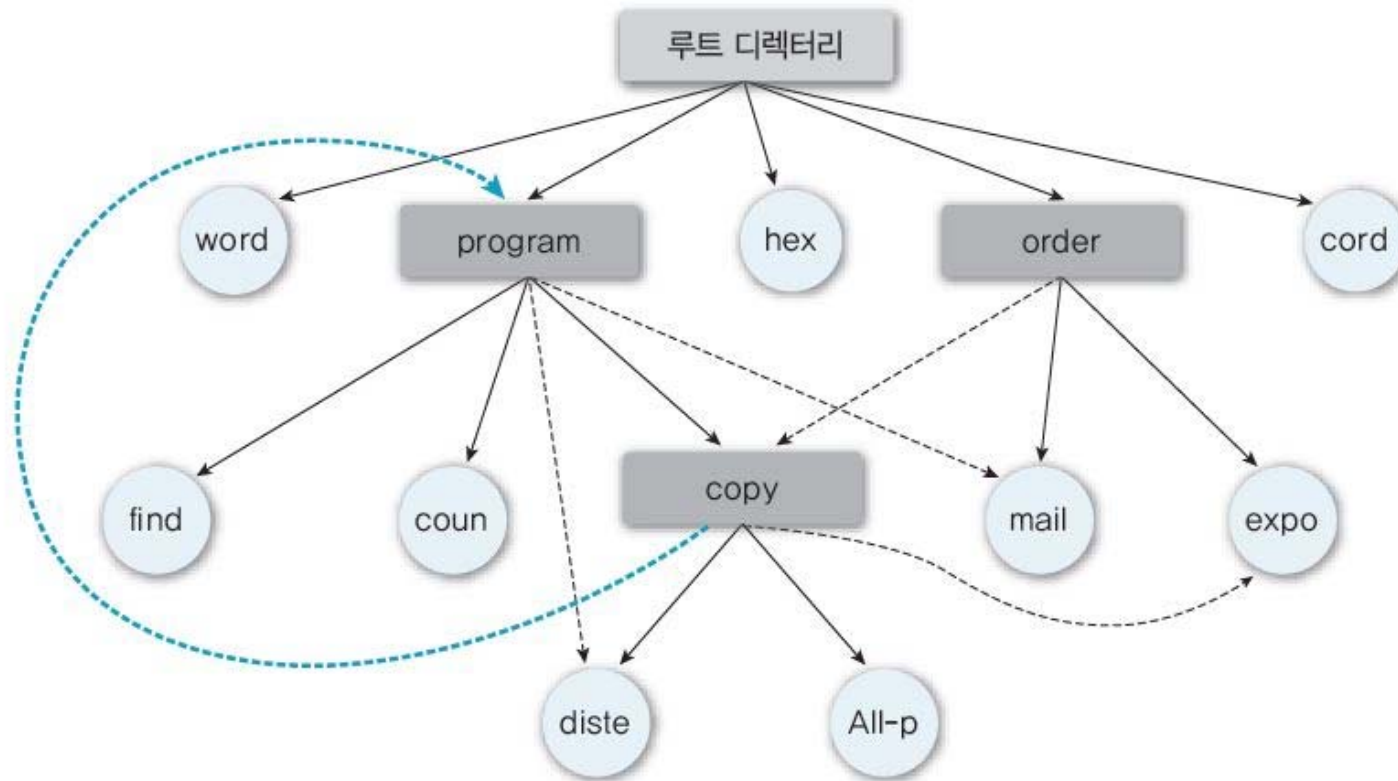 루트 디렉터리
word
program
hex
order
cord
find
coun
copy
mail
expo
diste
All-p